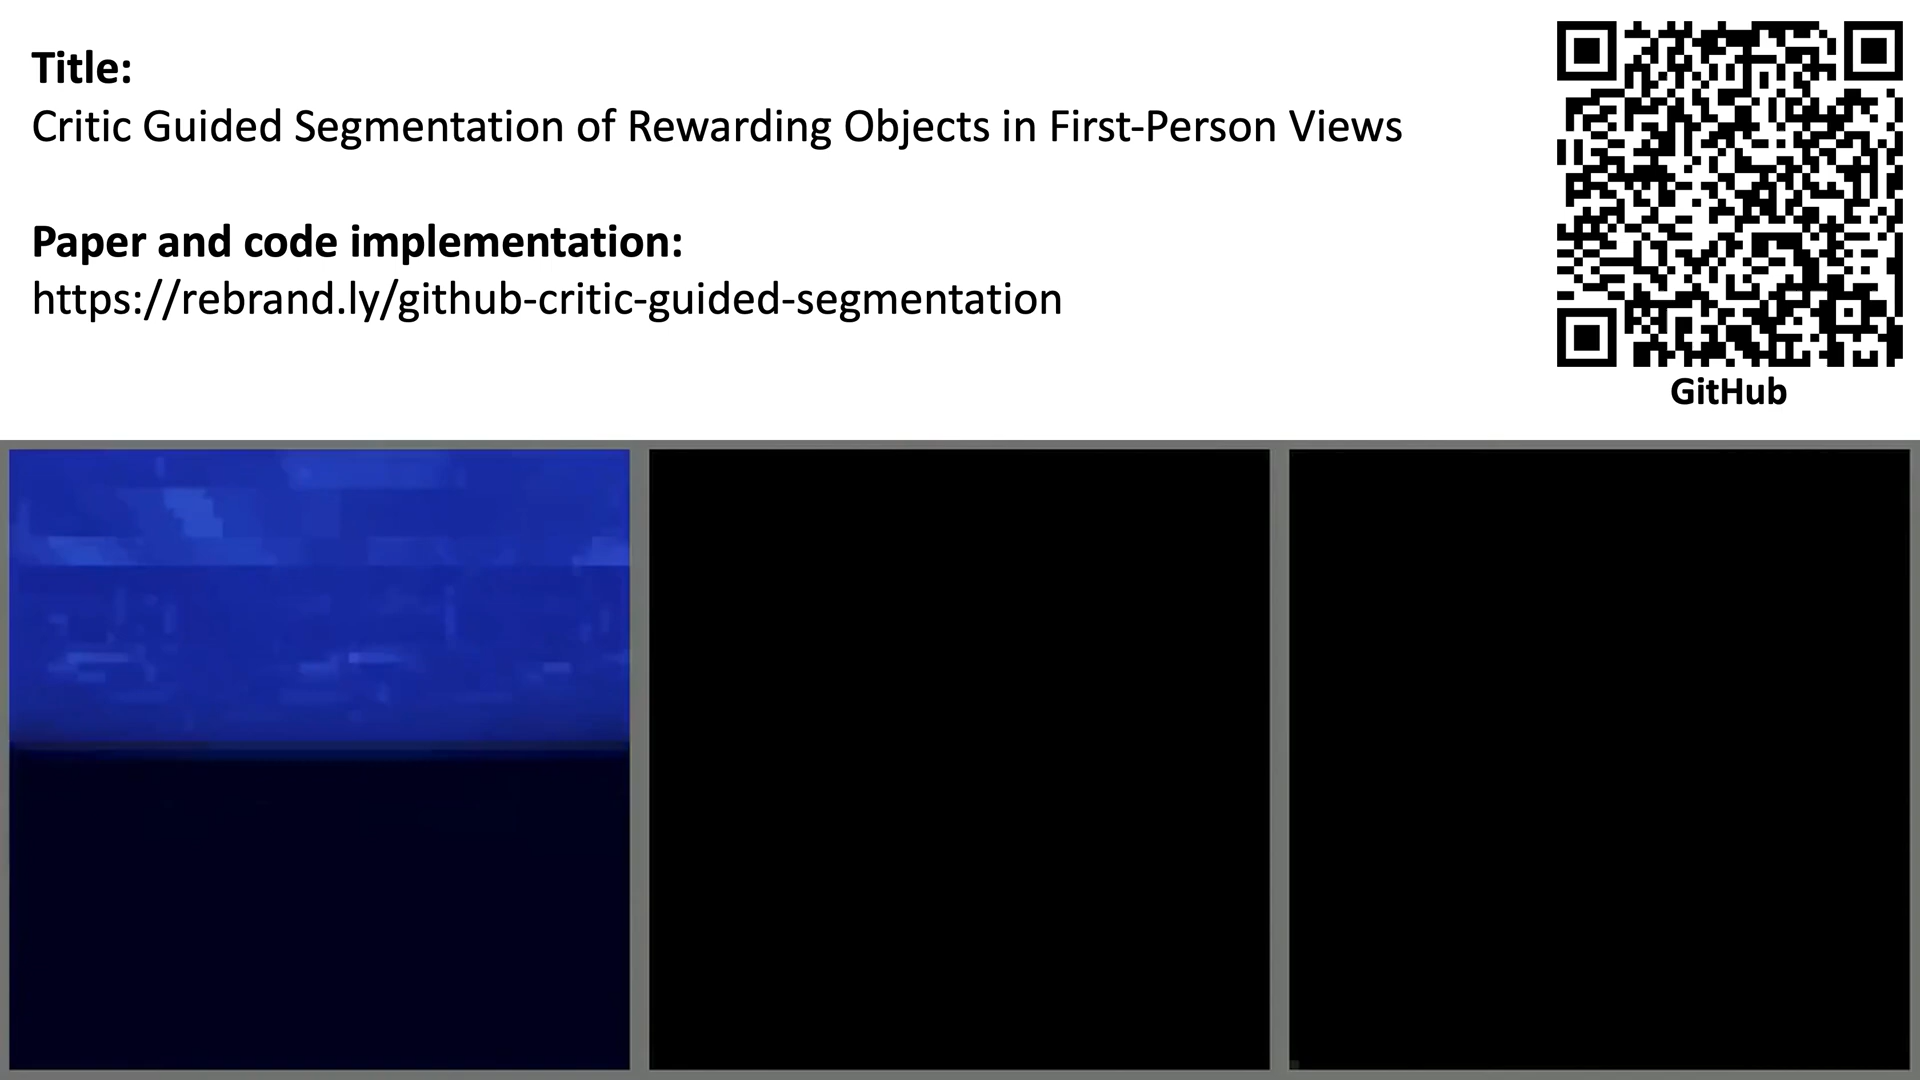 Title:
Critic Guided Segmentation of Rewarding Objects in First-Person Views
Paper and code implementation:
https://rebrand.ly/github-critic-guided-segmentation
GitHub